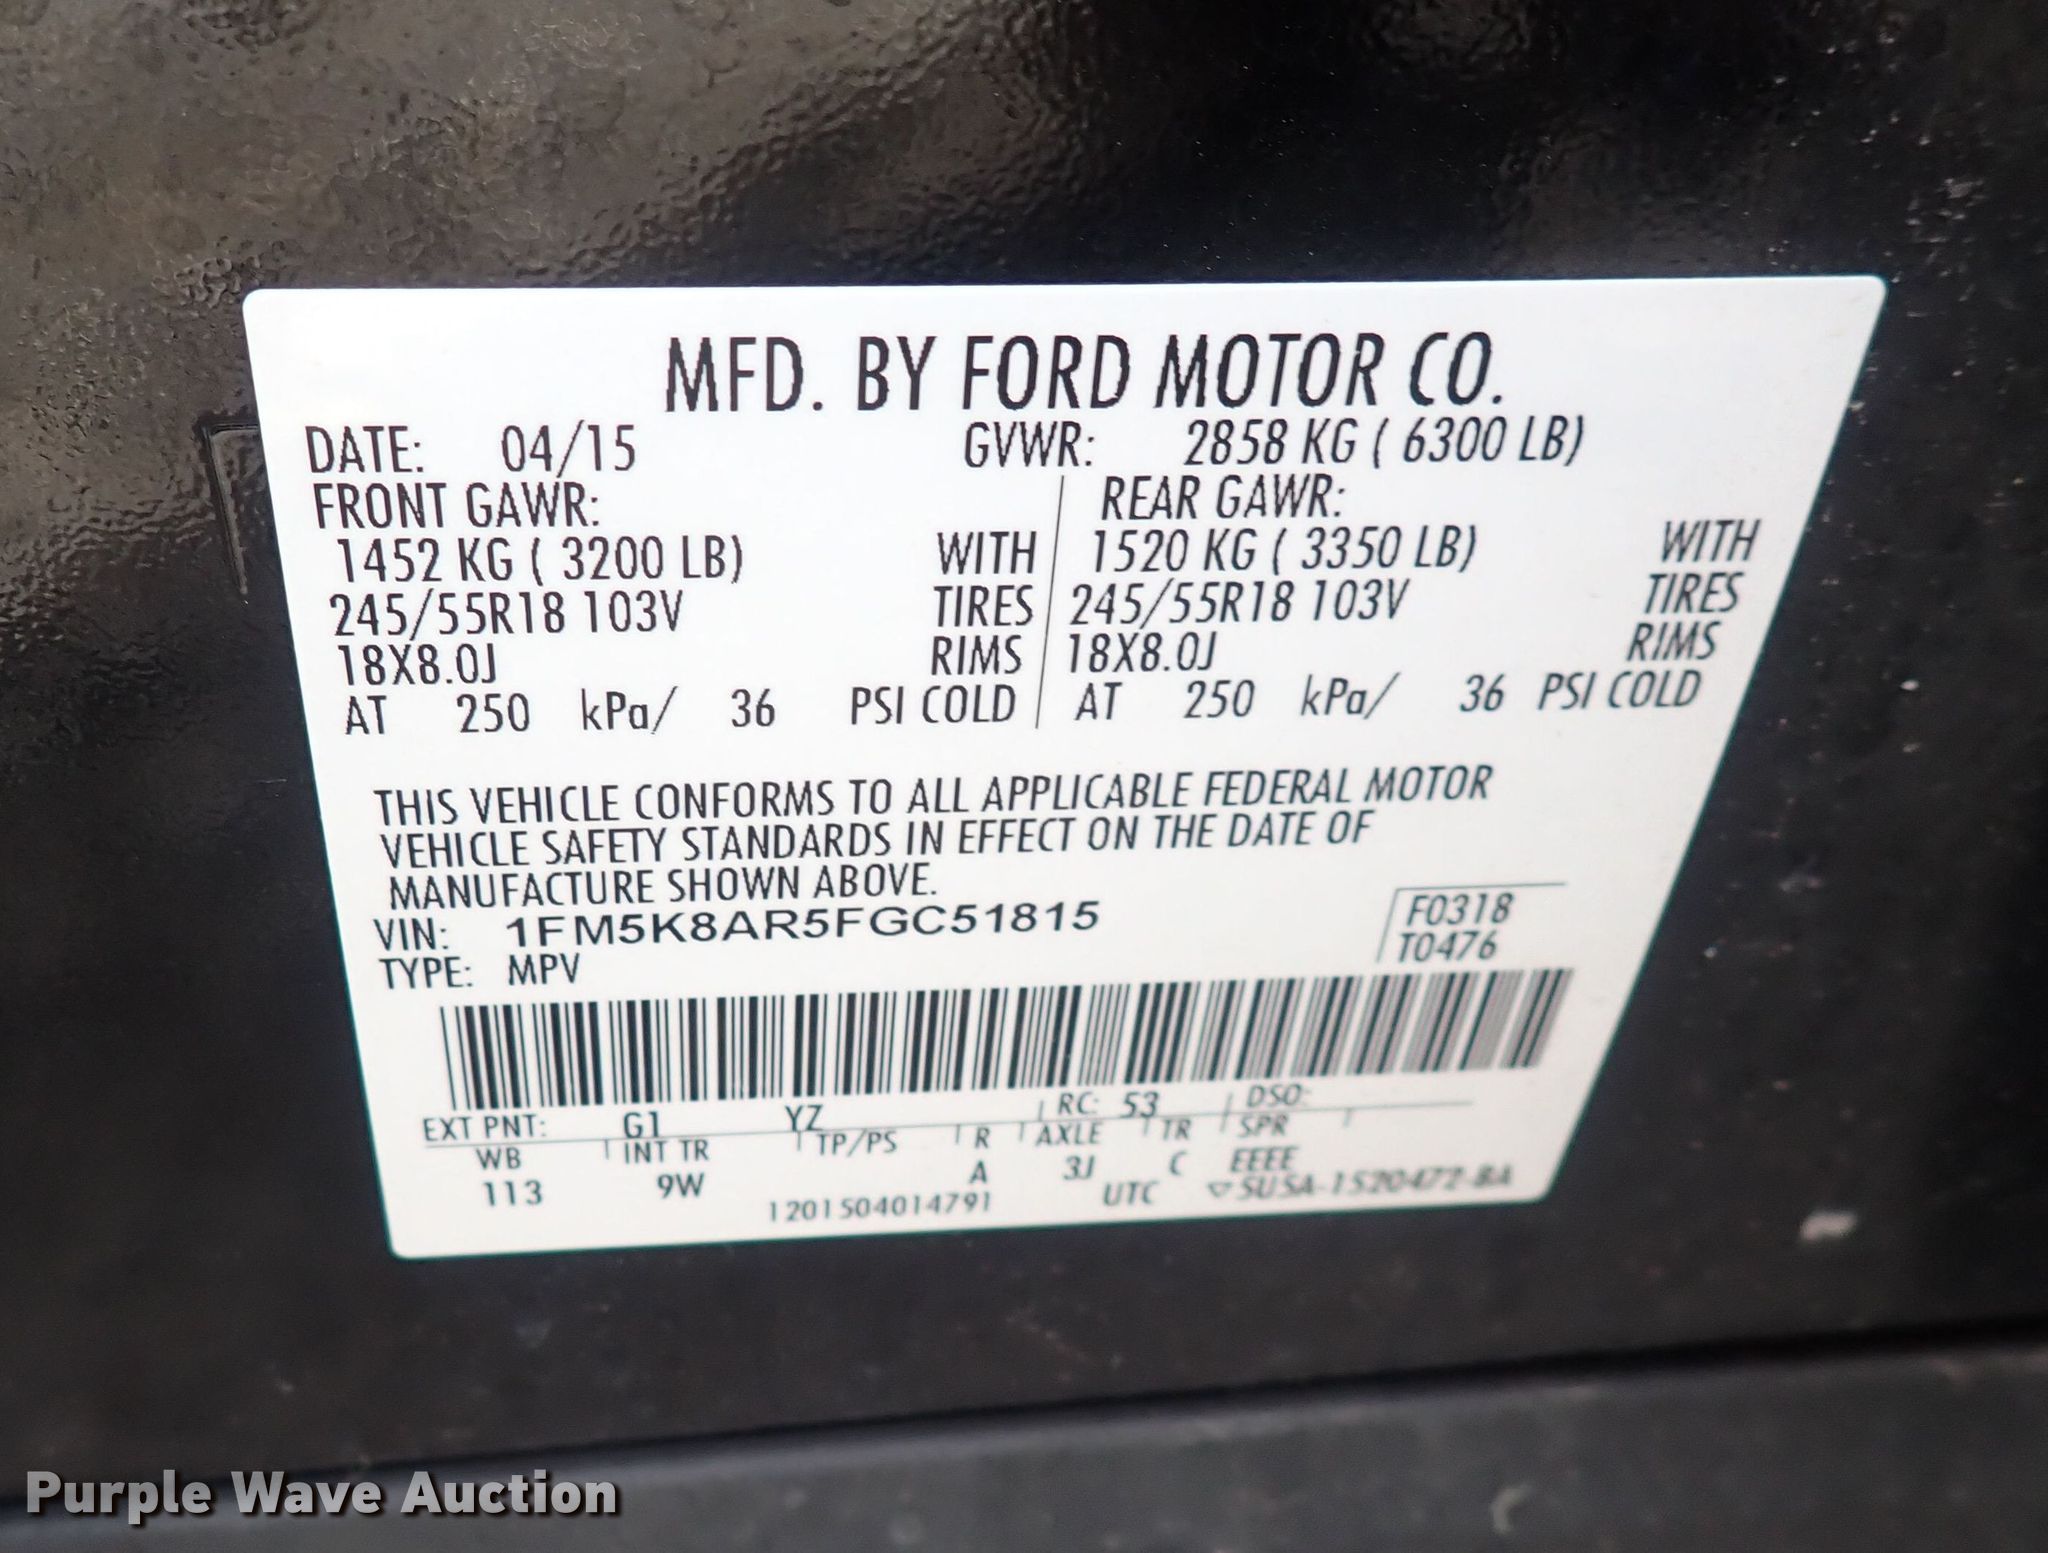 MFD. BY FORD MOTOR CO.
DATE: 04/15 GVWR: 2858 KG ( 6300 LB)
FRONT GAWR: REAR GAWR:
1452 KG ( 3200 LB) WITH 1520 KG ( 3350 LB) WITH
245/55R18 103V TIRES 245/55R18 103V TIRES
18X8.0J RIMS 18X8.0J RIMS
AT 250 kPa/ 36 PSI COLD AT 250 kPa/ 36 PSI COLD
THIS VEHICLE CONFORMS TO ALL APPLICABLE FEDERAL MOTOR
VEHICLE SAFETY STANDARDS IN EFFECT ON THE DATE OF
MANUFACTURE SHOWN ABOVE.
VIN: 1FM5K8AR5FGC51815 F0318
TYPE: MPV T0476
EXT PNT: G1 YZ RC: 53 DSO:
WB INT TR TP/PS R AXLE TR SPR
113 9W A 3J C EEEE
1201504014791 UTC ▽SUSA-1520472-BA
Purple Wave Auction